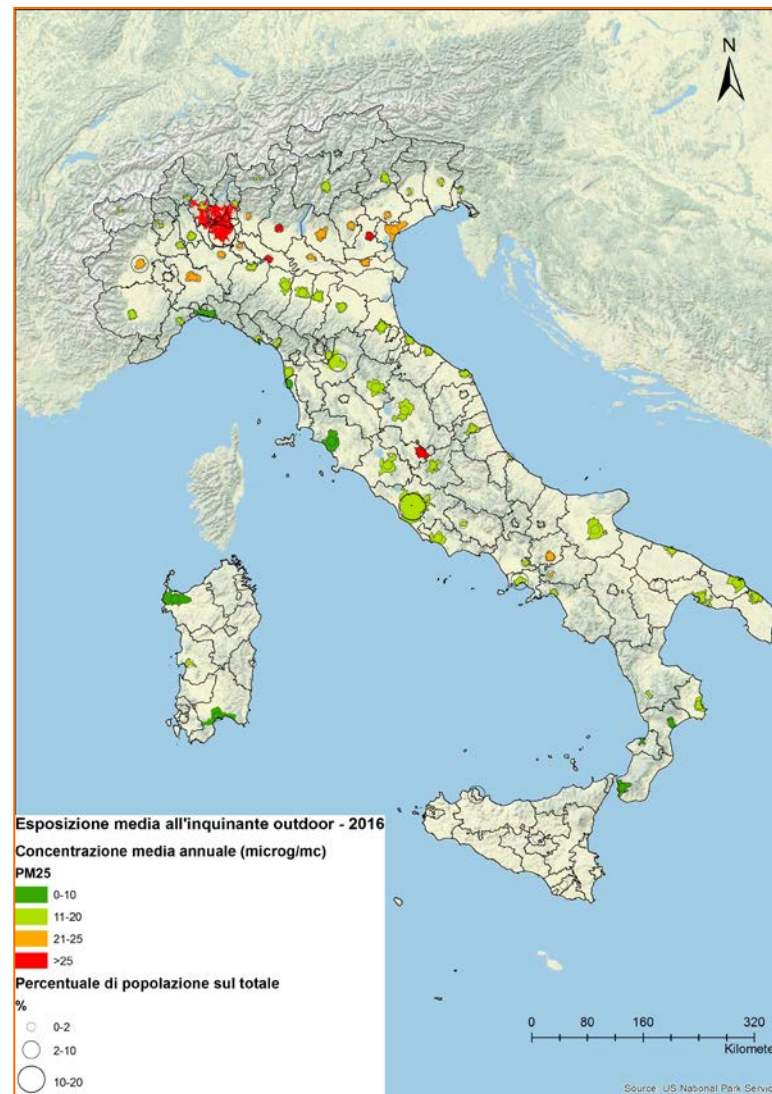 N
Esposizione media all'inquinante outdoor - 2016
Concentrazione media annuale (microg/mc)
PM25
0-10
11-20
21-25
>25
Percentuale di popolazione sul totale
%
0-2
2-10
10-20
0 80 160 320
Kilomete
Source: US National Park Servic